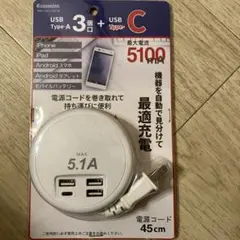 USB
Type-A
3個口
+
USB
Type-
C
iPhone
iPad
Androidスマホ
Androidタブレット
モバイルバッテリー
最大電流
5100
mA
電源コードを巻き取れて
持ち運びに便利
機器を自動で見分けて
最適充電
MAX.
5.1A
電源コード
45cm